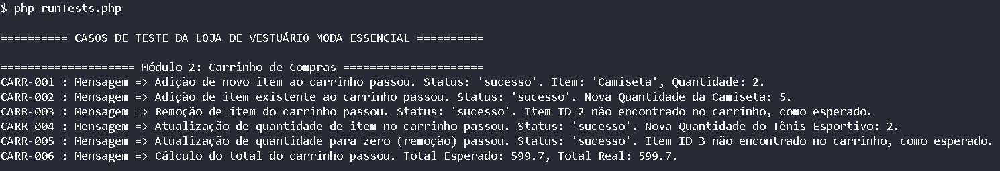 $ php runTests.php
========== CASOS DE TESTE DA LOJA DE VESTUÁRIO MODA ESSENCIAL ==========
==================== Módulo 2: Carrinho de Compras =====================
CARR-001 : Mensagem => Adição de novo item ao carrinho passou. Status: 'sucesso'. Item: 'Camiseta', Quantidade: 2.
CARR-002 : Mensagem => Adição de item existente ao carrinho passou. Status: 'sucesso'. Nova Quantidade da Camiseta: 5.
CARR-003 : Mensagem => Remoção de item do carrinho passou. Status: 'sucesso'. Item ID 2 não encontrado no carrinho, como esperado.
CARR-004 : Mensagem => Atualização de quantidade de item no carrinho passou. Status: 'sucesso'. Nova Quantidade do Tênis Esportivo: 2.
CARR-005 : Mensagem => Atualização de quantidade para zero (remoção) passou. Status: 'sucesso'. Item ID 3 não encontrado no carrinho, como esperado.
CARR-006 : Mensagem => Cálculo do total do carrinho passou. Total Esperado: 599.7, Total Real: 599.7.